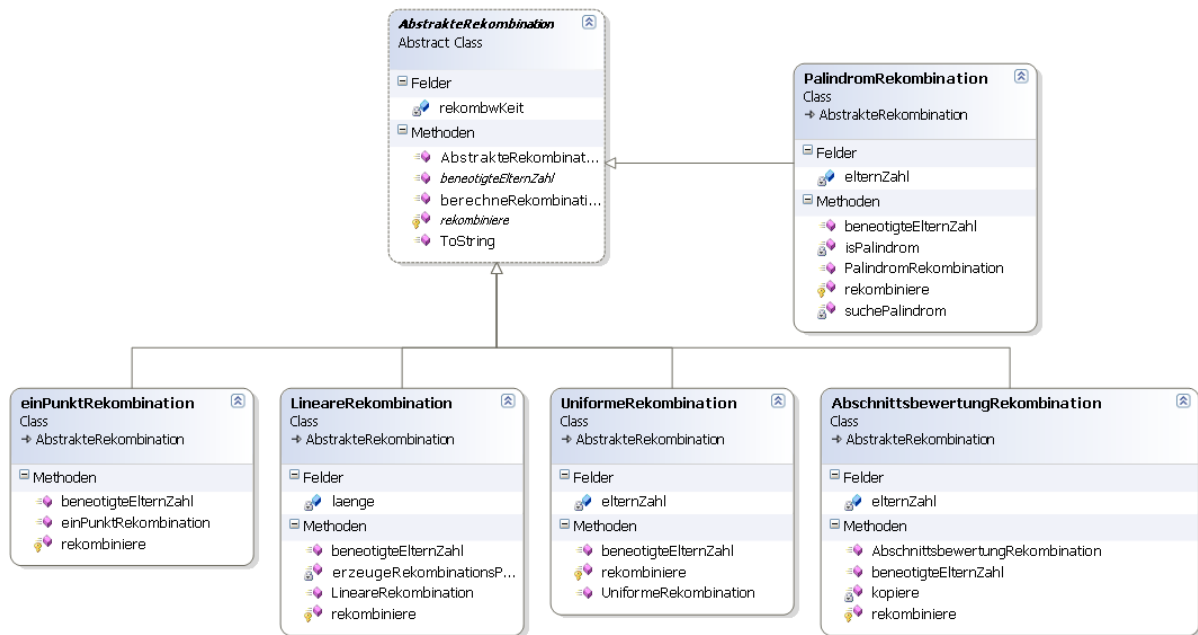 AbstrakteRekombination
Abstract Class
Felder
rekombwKeit
Methoden
AbstrakteRekombinat...
beneotigteElternZahl
berechneRekombinati...
rekombiniere
ToString
PalindromRekombination
Class
AbstrakteRekombination
Felder
elternZahl
Methoden
beneotigteElternZahl
isPalindrom
PalindromRekombination
rekombiniere
suchePalindrom
einPunktRekombination
Class
AbstrakteRekombination
Methoden
beneotigteElternZahl
einPunktRekombination
rekombiniere
LineareRekombination
Class
AbstrakteRekombination
Felder
laenge
Methoden
beneotigteElternZahl
erzeugeRekombinationsP...
LineareRekombination
rekombiniere
UniformeRekombination
Class
AbstrakteRekombination
Felder
elternZahl
Methoden
beneotigteElternZahl
rekombiniere
UniformeRekombination
AbschnittsbewertungRekombination
Class
AbstrakteRekombination
Felder
elternZahl
Methoden
AbschnittsbewertungRekombination
beneotigteElternZahl
kopiere
rekombiniere